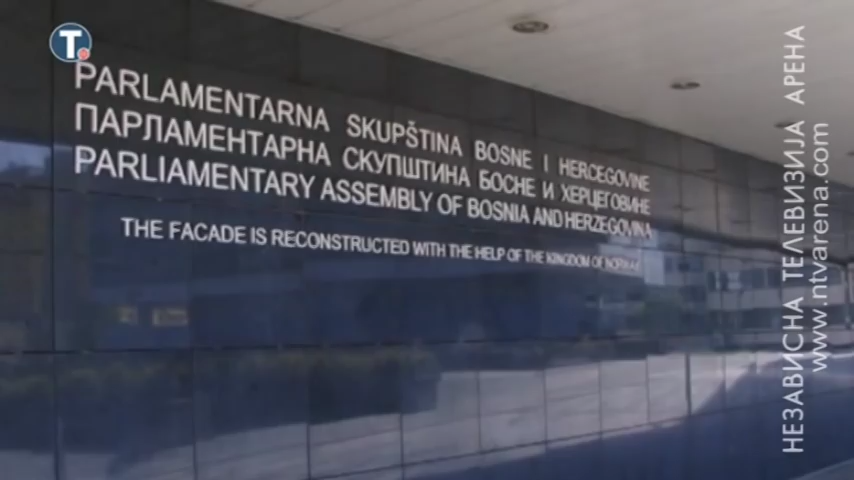 T.
PARLAMENTARNA SKUPŠTINA BOSNE I HERCEGOVINE
ПАРЛАМЕНТАРНА СКУПШТИНА БОСНЕ И ХЕРЦЕГОВИНЕ
PARLIAMENTARY ASSEMBLY OF BOSNIA AND HERZEGOVINA
THE FACADE IS RECONSTRUCTED WITH THE HELP OF THE KINGDOM OF NORWAY
НЕЗАВИСНА ТЕЛЕВИЗИЈА АРЕНА
www.ntvarena.com